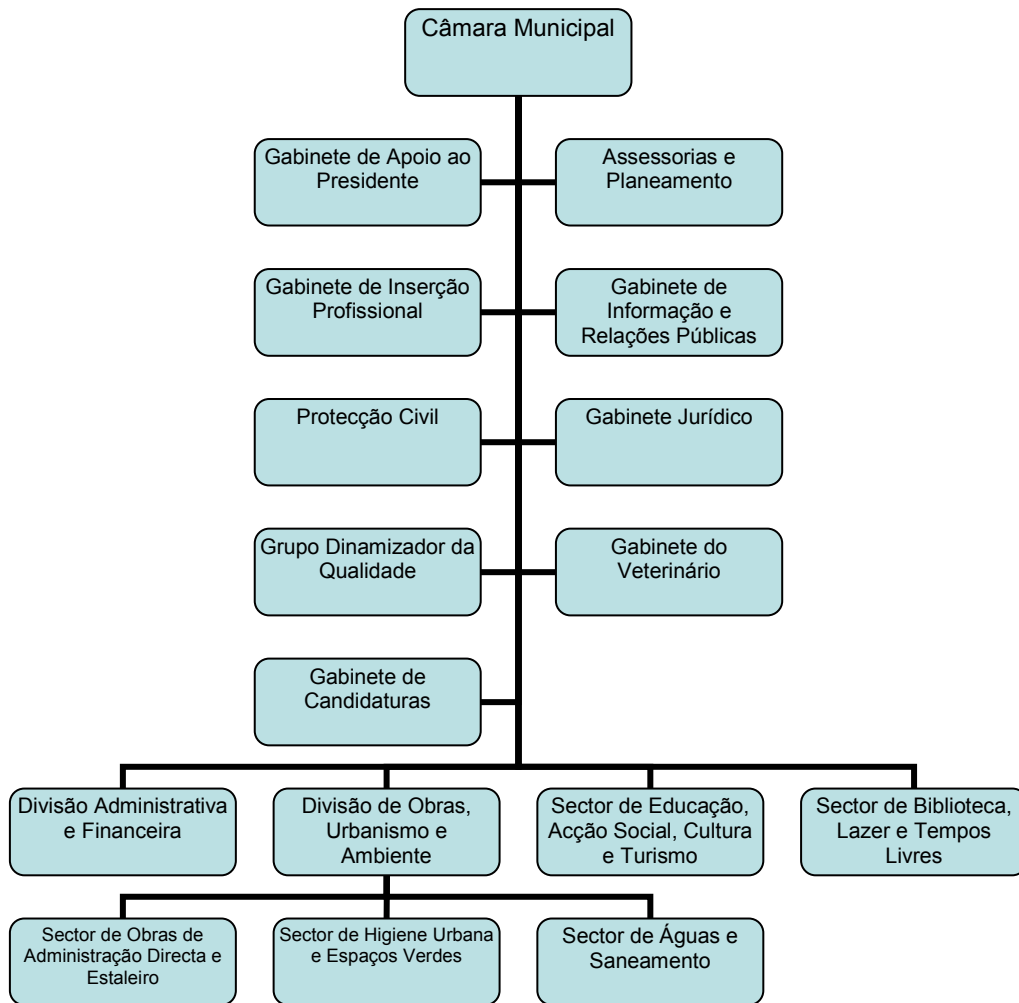 Câmara Municipal
Gabinete de Apoio ao
Presidente
Assessorias e
Planeamento
Gabinete de Inserção
Profissional
Gabinete de
Informação e
Relações Públicas
Protecção Civil
Gabinete Jurídico
Grupo Dinamizador da
Qualidade
Gabinete do
Veterinário
Gabinete de
Candidaturas
Divisão Administrativa
e Financeira
Divisão de Obras,
Urbanismo e
Ambiente
Sector de Educação,
Acção Social, Cultura
e Turismo
Sector de Biblioteca,
Lazer e Tempos
Livres
Sector de Obras de
Administração Directa e
Estaleiro
Sector de Higiene Urbana
e Espaços Verdes
Sector de Águas e
Saneamento